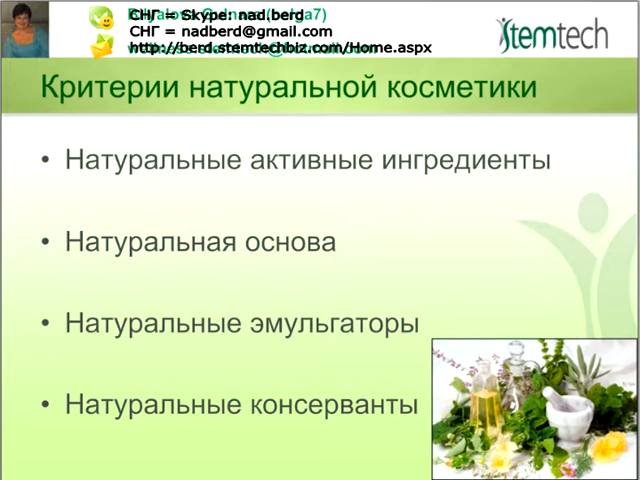 СНГ = Skype: nad.berg
СНГ = nadberd@gmail.com
http://berd.stemtechbiz.com/Home.aspx
Stemtech
Критерии натуральной косметики
• Натуральные активные ингредиенты
• Натуральная основа
• Натуральные эмульгаторы
• Натуральные консерванты